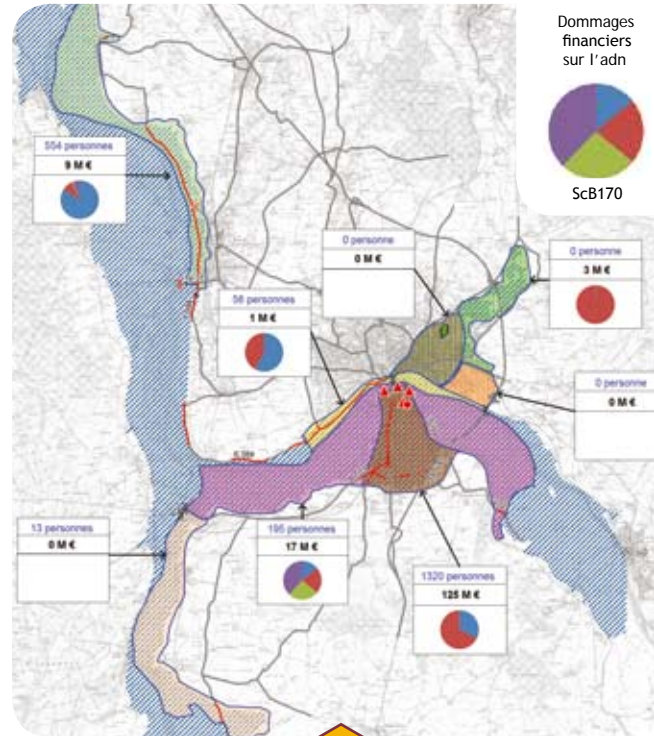 Dommages
financiers
sur l'adn
ScB170
554 personnes
9 M €
0 personne
0 M €
0 personne
3 M €
58 personnes
1 M €
0 personne
0 M €
13 personnes
0 M €
195 personnes
17 M €
1320 personnes
125 M €